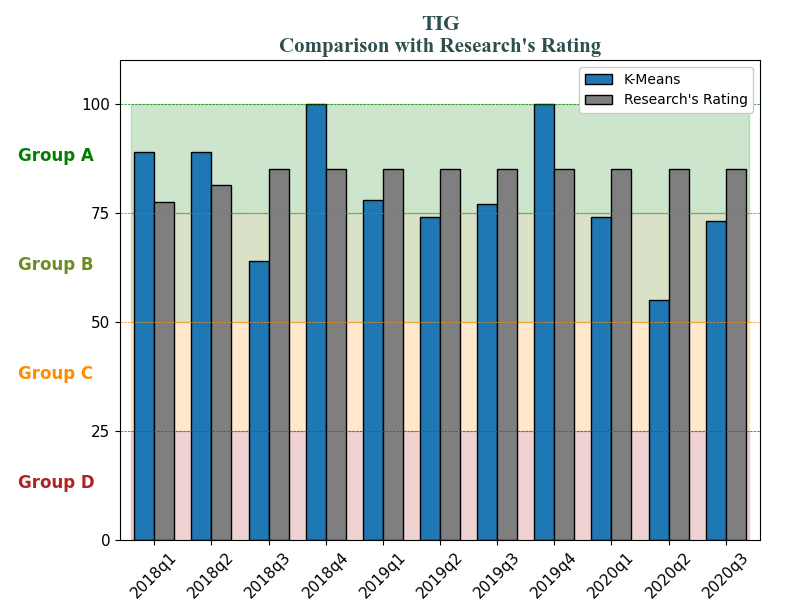 TIG
Comparison with Research's Rating
K-Means
Research's Rating
100
Group A
75
Group B
50
Group C
25
Group D
0
2018q1
2018q2
2018q3
2018q4
2019q1
2019q2
2019q3
2019q4
2020q1
2020q2
2020q3